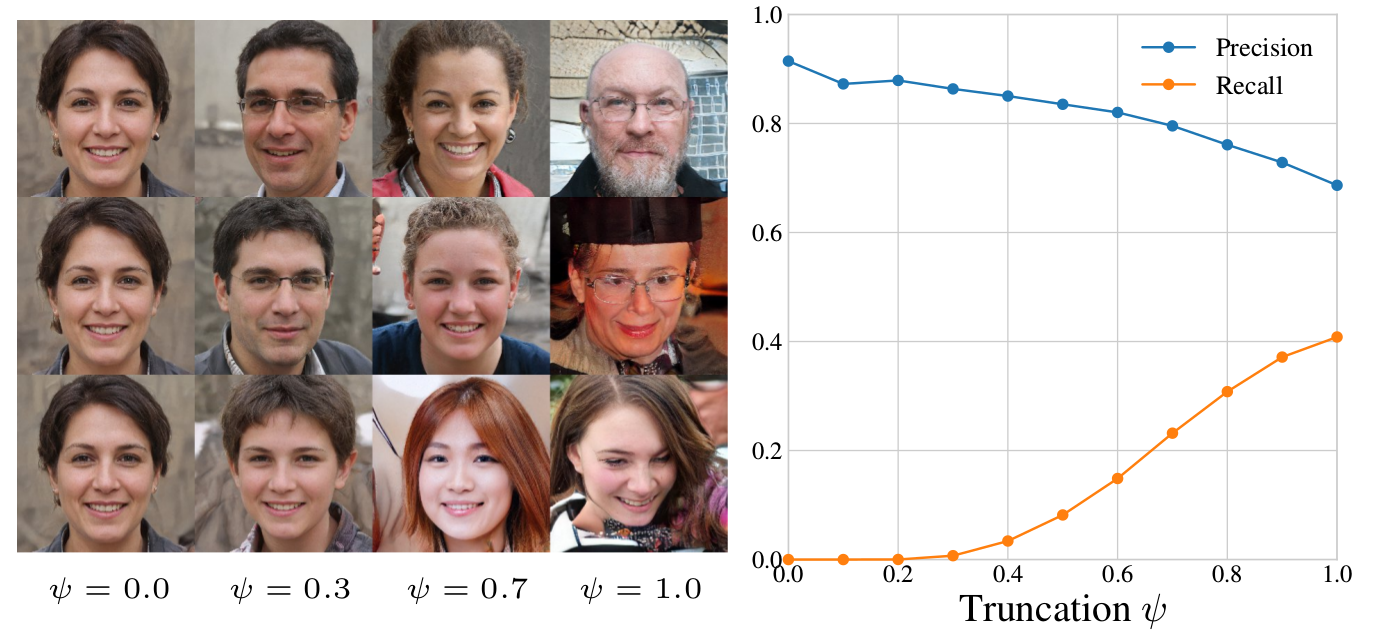 ψ = 0.0 ψ = 0.3 ψ = 0.7 ψ = 1.0
1.0
0.8
0.6
0.4
0.2
0.0
Precision
Recall
0.0 0.2 0.4 0.6 0.8 1.0
Truncation ψ